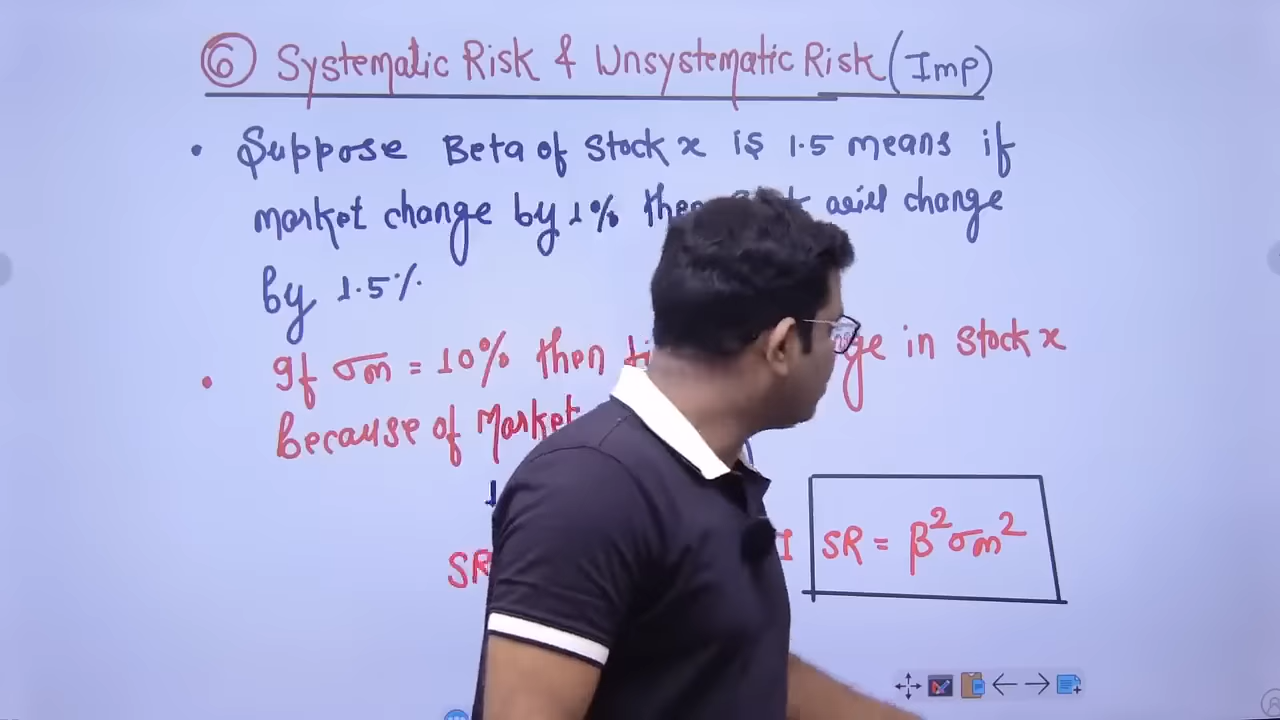 6 Systematic Risk & Unsystematic Risk (Imp)
• Suppose Beta of Stock x is 1.5 means if
market change by 1% then will change
by 1.5%
• If σm = 10% then change in stock x
because of Market
SR
SR = β²σm²